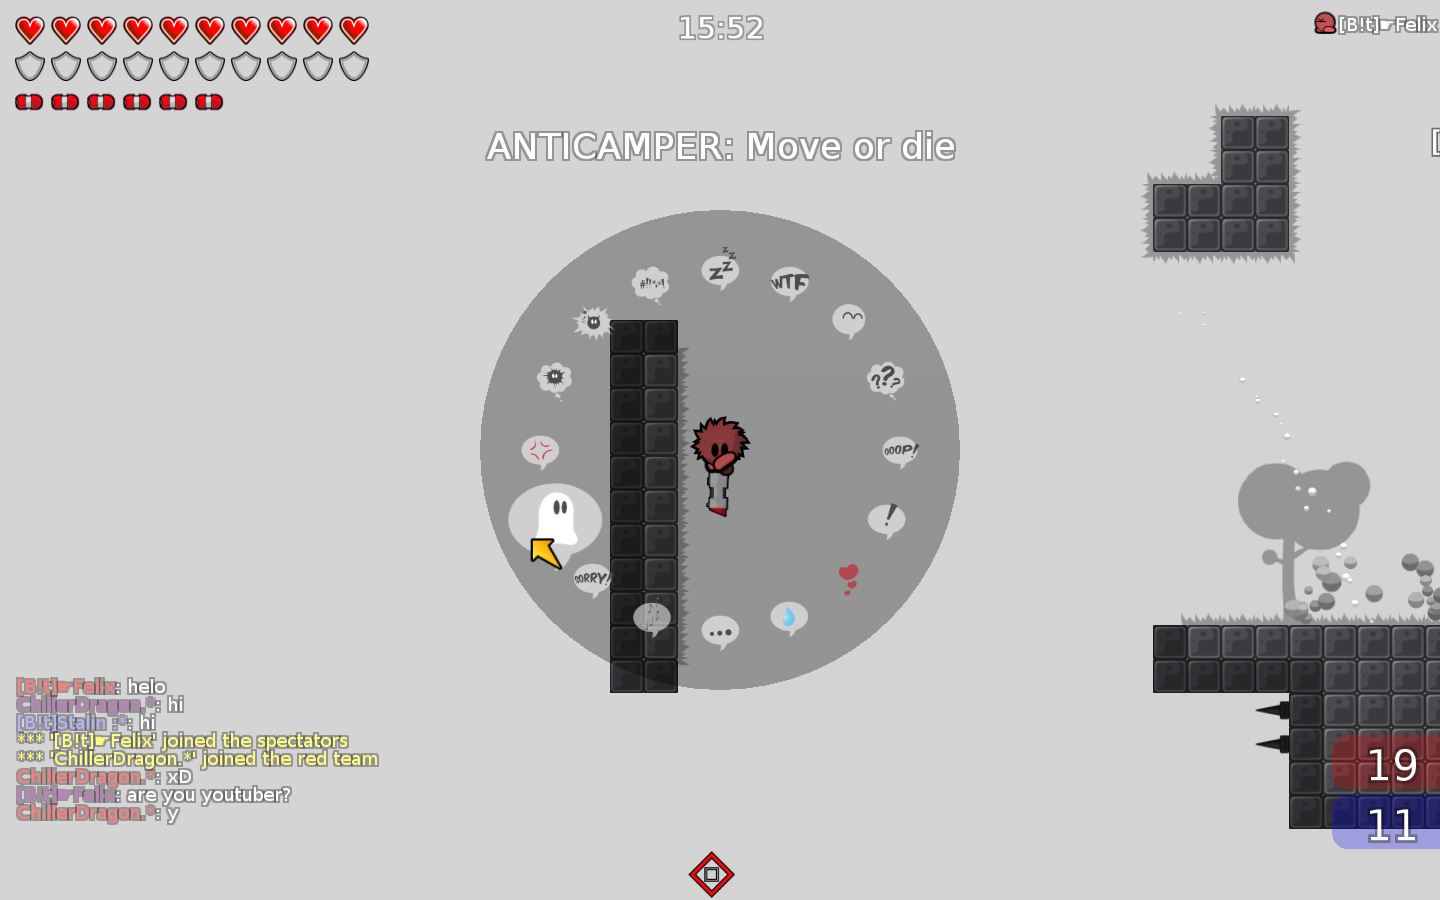 15:52
[B!t]☛Felix
ANTICAMPER: Move or die
[
zzZZ
#!!*%!
WTF
???
OOOP!
!
SORRY!
...
[B!t]☛Felix: helo
ChillerDragon.*: hi
[B!t]Stalin :*: hi
*** '[B!t]☛Felix' joined the spectators
*** 'ChillerDragon.*' joined the red team
ChillerDragon.*: xD
[B!t]☛Felix: are you youtuber?
ChillerDragon.*: y
19
11